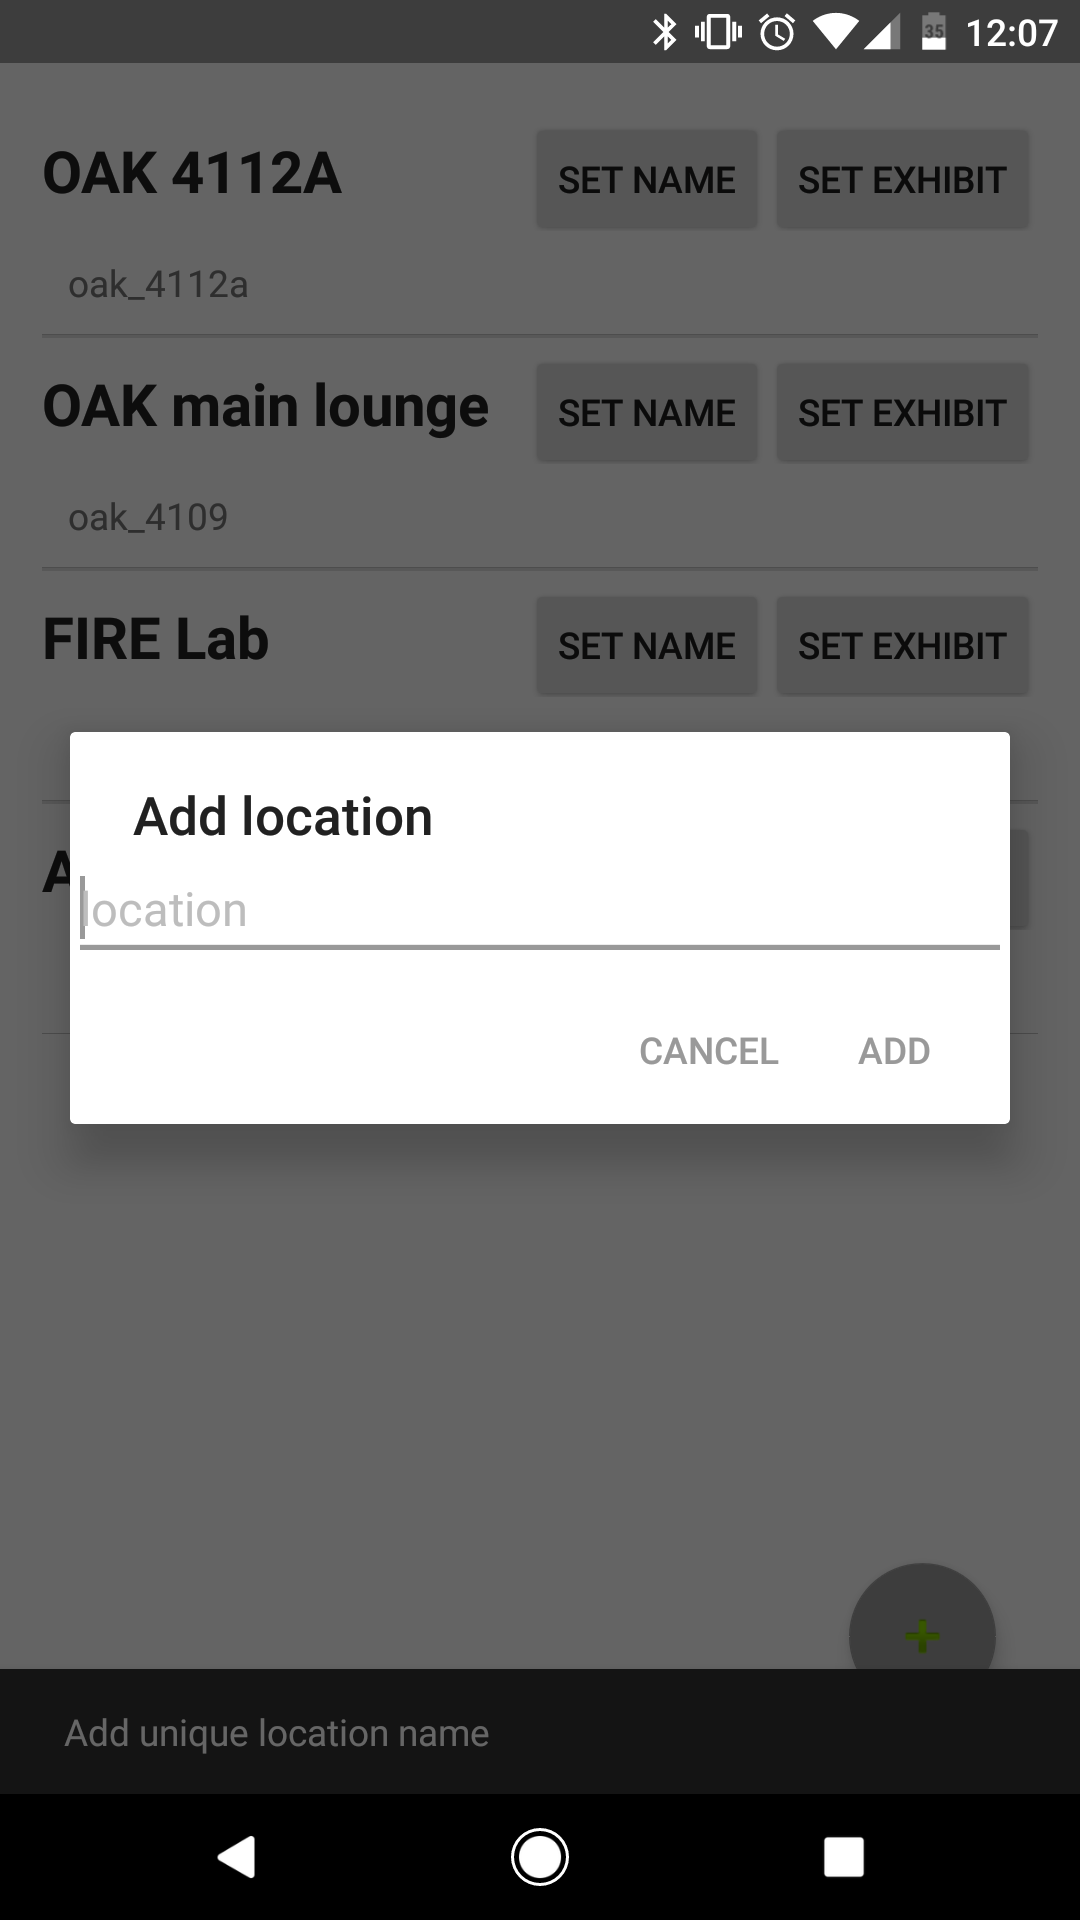 35 12:07
OAK 4112A SET NAME SET EXHIBIT
oak_4112a
OAK main lounge SET NAME SET EXHIBIT
oak_4109
FIRE Lab SET NAME SET EXHIBIT
Add location
location
CANCEL ADD
Add unique location name